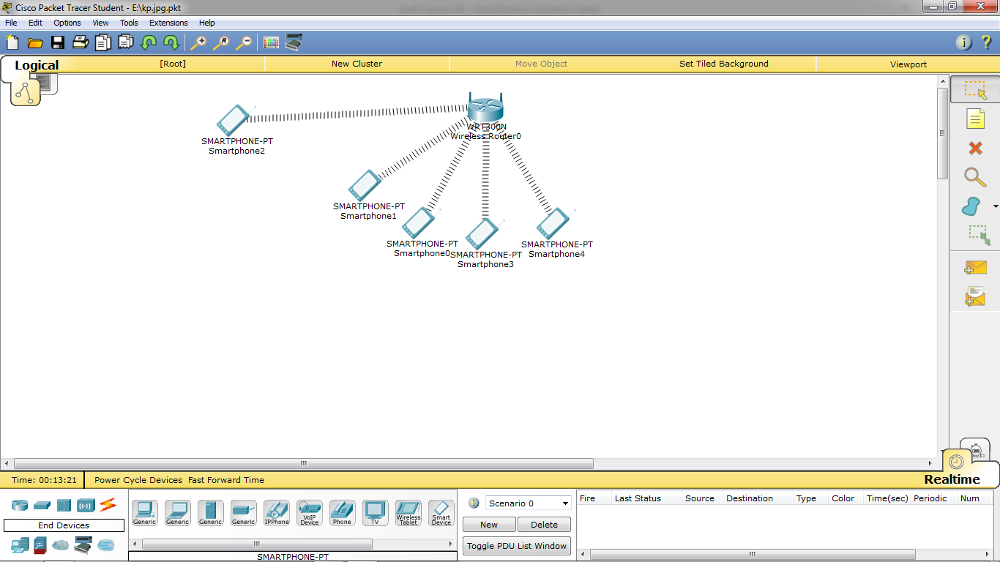 Cisco Packet Tracer Student - E:\kp.jpg.pkt
File Edit Options View Tools Extensions Help
Logical [Root] New Cluster Move Object Set Tiled Background Viewport
WRT300N
Wireless Router0
SMARTPHONE-PT
Smartphone2
SMARTPHONE-PT
Smartphone1
SMARTPHONE-PT
Smartphone0
SMARTPHONE-PT
Smartphone3
SMARTPHONE-PT
Smartphone4
Realtime
Time: 00:13:21 Power Cycle Devices Fast Forward Time
End Devices
Generic Generic Generic Generic IPPhone VoIP Device Phone TV Wireless Tablet Smart Device
SMARTPHONE-PT
Scenario 0
New Delete
Toggle PDU List Window
Fire Last Status Source Destination Type Color Time(sec) Periodic Num